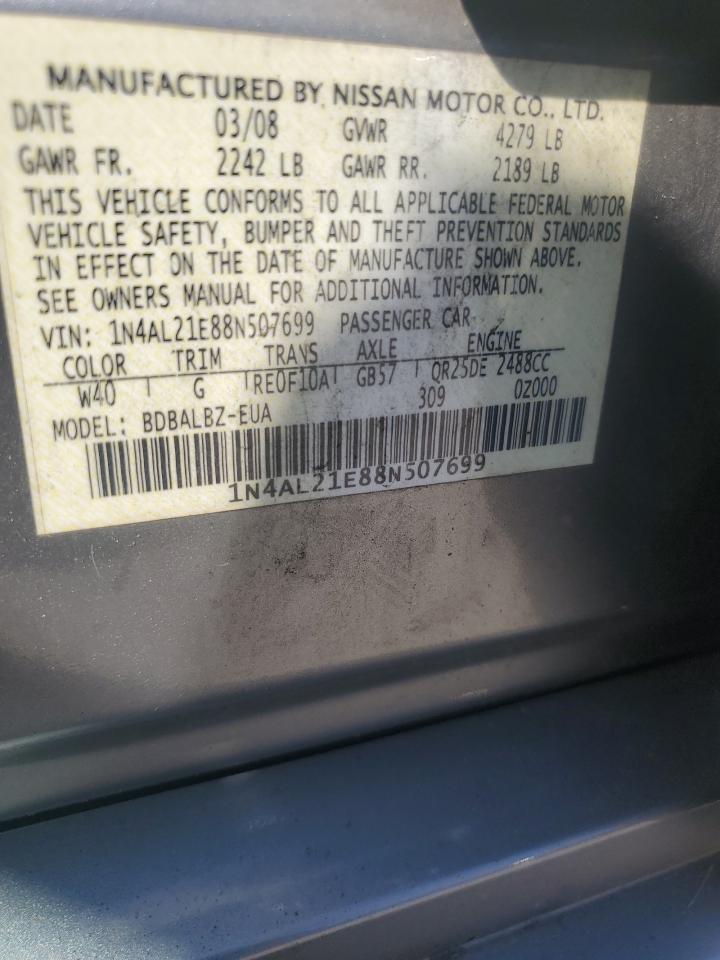 MANUFACTURED BY NISSAN MOTOR CO., LTD.
DATE 03/08 GVWR 4279 LB
GAWR FR. 2242 LB GAWR RR. 2189 LB
THIS VEHICLE CONFORMS TO ALL APPLICABLE FEDERAL MOTOR
VEHICLE SAFETY, BUMPER AND THEFT PREVENTION STANDARDS
IN EFFECT ON THE DATE OF MANUFACTURE SHOWN ABOVE.
SEE OWNERS MANUAL FOR ADDITIONAL INFORMATION.
VIN: 1N4AL21E88N507699 PASSENGER CAR
COLOR TRIM TRANS AXLE ENGINE
W40 G RE0F10A GB57 QR25DE 2488CC
MODEL: BDBALBZ-EUA 309 0Z000
1N4AL21E88N507699